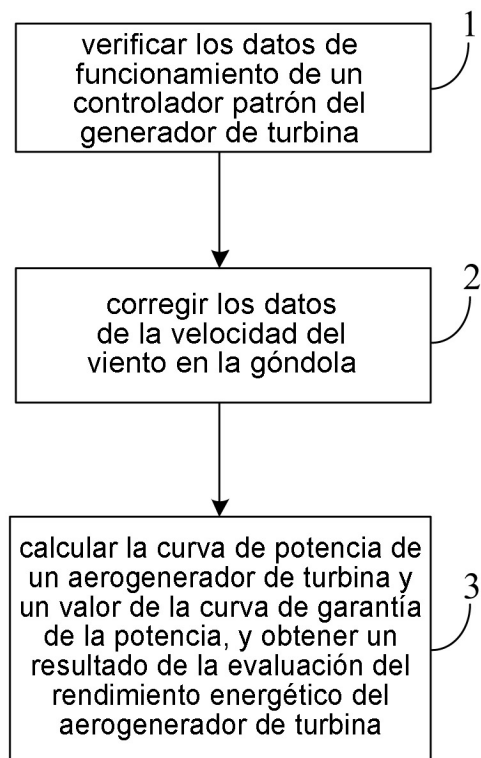 1
verificar los datos de
funcionamiento de un
controlador patrón del
generador de turbina
2
corregir los datos
de la velocidad del
viento en la góndola
3
calcular la curva de potencia de
un aerogenerador de turbina y
un valor de la curva de garantía
de la potencia, y obtener un
resultado de la evaluación del
rendimiento energético del
aerogenerador de turbina